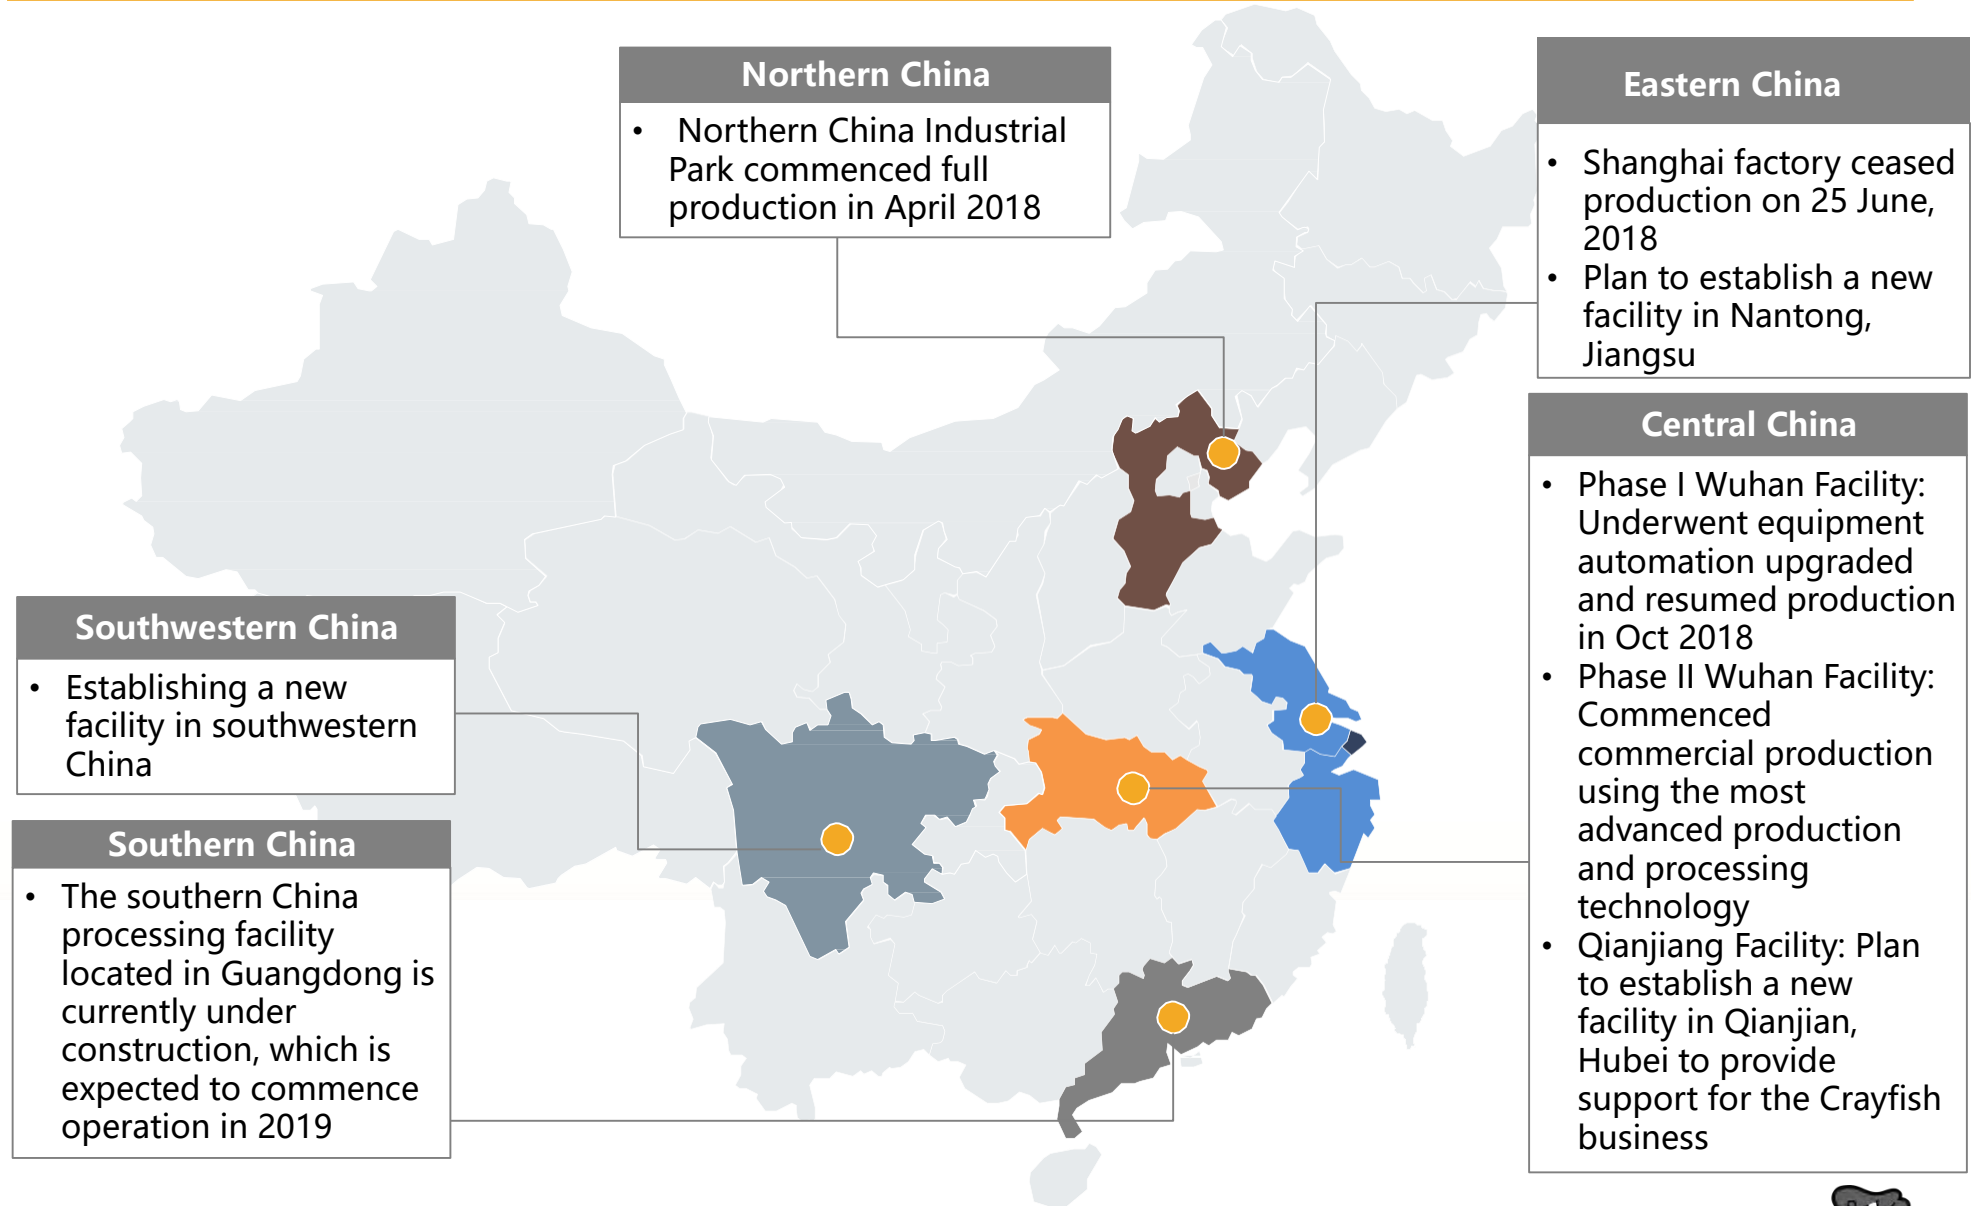 Northern China
• Northern China Industrial
Park commenced full
production in April 2018
Eastern China
• Shanghai factory ceased
production on 25 June,
2018
• Plan to establish a new
facility in Nantong,
Jiangsu
Central China
• Phase I Wuhan Facility:
Underwent equipment
automation upgraded
and resumed production
in Oct 2018
• Phase II Wuhan Facility:
Commenced
commercial production
using the most
advanced production
and processing
technology
• Qianjiang Facility: Plan
to establish a new
facility in Qianjian,
Hubei to provide
support for the Crayfish
business
Southwestern China
• Establishing a new
facility in southwestern
China
Southern China
• The southern China
processing facility
located in Guangdong is
currently under
construction, which is
expected to commence
operation in 2019